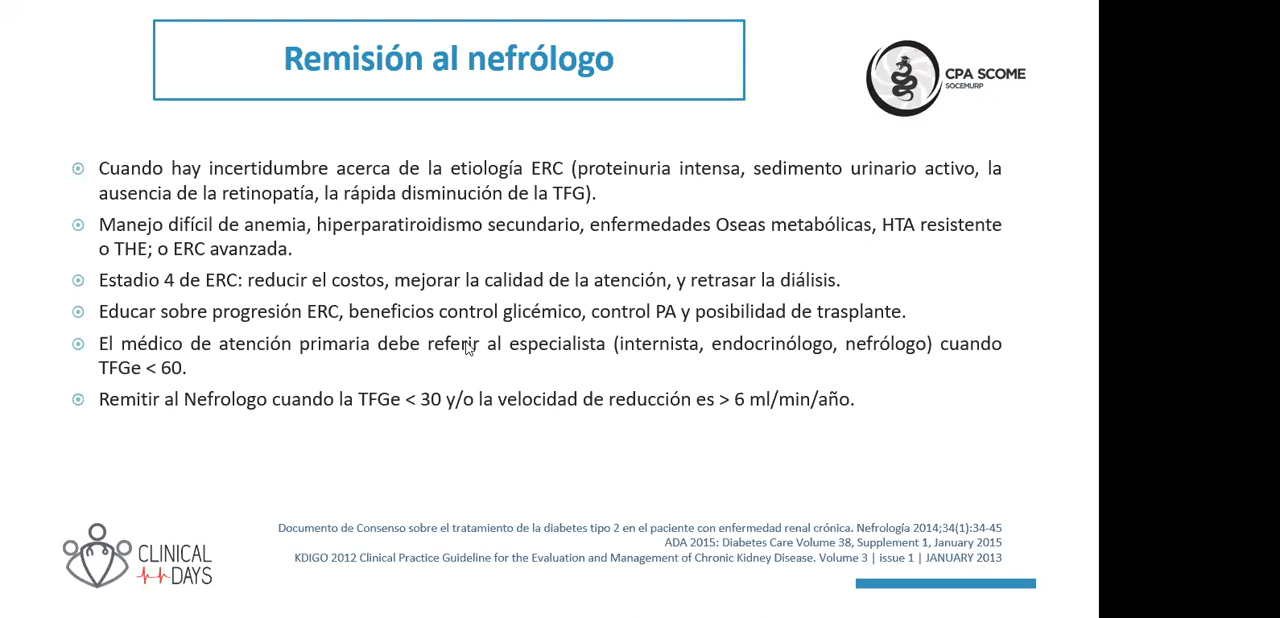 Remisión al nefrólogo
CPA SCOME
SOCEMURP
Cuando hay incertidumbre acerca de la etiología ERC (proteinuria intensa, sedimento urinario activo, la
ausencia de la retinopatía, la rápida disminución de la TFG).
Manejo difícil de anemia, hiperparatiroidismo secundario, enfermedades Oseas metabólicas, HTA resistente
o THE; o ERC avanzada.
Estadio 4 de ERC: reducir el costos, mejorar la calidad de la atención, y retrasar la diálisis.
Educar sobre progresión ERC, beneficios control glicémico, control PA y posibilidad de trasplante.
El médico de atención primaria debe referir al especialista (internista, endocrinólogo, nefrólogo) cuando
TFGe < 60.
Remitir al Nefrologo cuando la TFGe < 30 y/o la velocidad de reducción es > 6 ml/min/año.
Documento de Consenso sobre el tratamiento de la diabetes tipo 2 en el paciente con enfermedad renal crónica. Nefrología 2014;34(1):34-45
ADA 2015: Diabetes Care Volume 38, Supplement 1, January 2015
KDIGO 2012 Clinical Practice Guideline for the Evaluation and Management of Chronic Kidney Disease. Volume 3 | issue 1 | JANUARY 2013
CLINICAL
DAYS